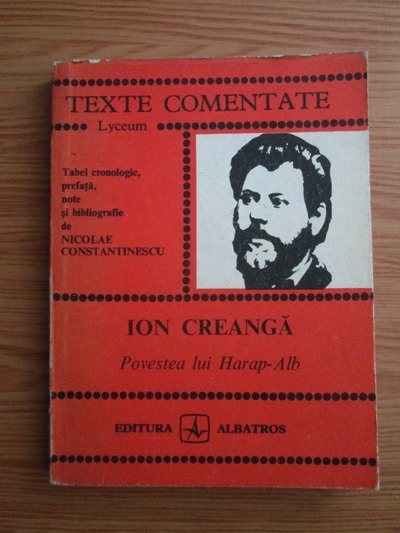 TEXTE COMENTATE
Lyceum
Tabel cronologic,
prefață,
note
și bibliografie
de
NICOLAE
CONSTANTINESCU
ION CREANGĂ
Povestea lui Harap-Alb
EDITURA ALBATROS